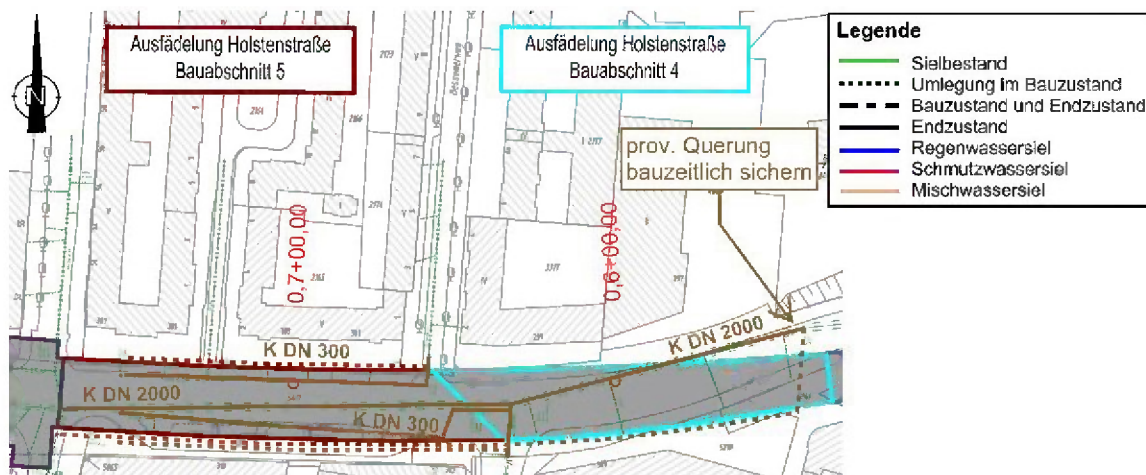 Ausfädelung Holstenstraße
Bauabschnitt 5
Ausfädelung Holstenstraße
Bauabschnitt 4
Legende
Sielbestand
Umlegung im Bauzustand
Bauzustand und Endzustand
Endzustand
Regenwassersiel
Schmutzwassersiel
Mischwassersiel
N
prov. Querung
bauzeitlich sichern
0,7+00,00
0,6+00,00
K DN 300
K DN 2000
K DN 2000
K DN 300